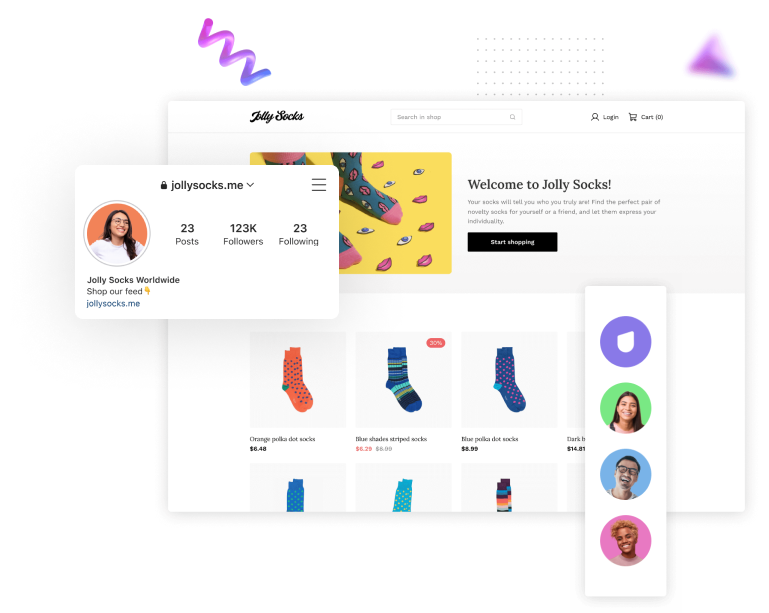 Jolly Socks
Search in shop
Login
Cart (0)
jollysocks.me
23
Posts
123K
Followers
23
Following
Jolly Socks Worldwide
Shop our feed👇
jollysocks.me
Welcome to Jolly Socks!
Your socks will tell you who you truly are! Find the perfect pair of
novelty socks for yourself or a friend, and let them express your
individuality.
Start shopping
30%
Orange polka dot socks
$6.48
Blue shades striped socks
$6.29 $8.99
Blue polka dot socks
$8.99
Dark b
$14.81